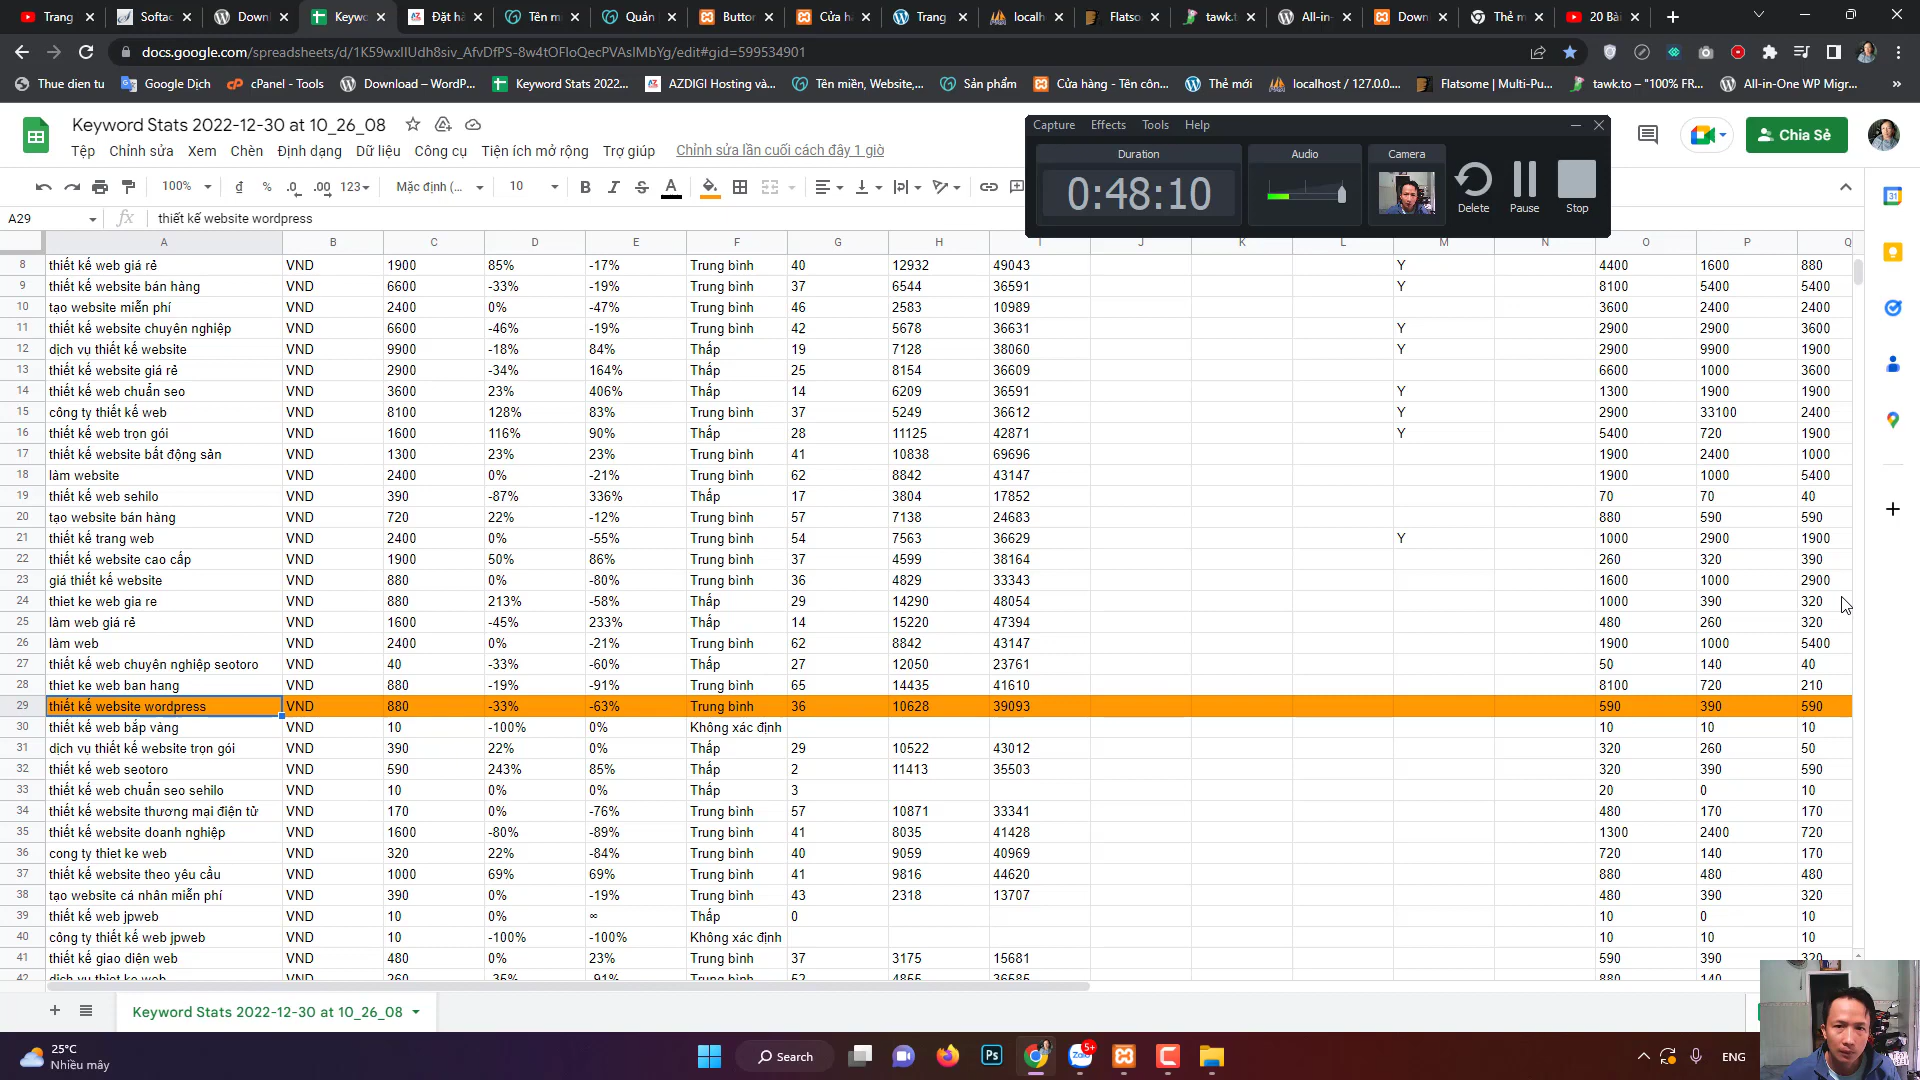 Trang
Softac
Downl
Keywo
Đặt hà
Tên mi
Quản
Buttor
Cửa hà
Trang
localh
Flatso
tawk.t
All-in-
Down
Thẻ m
20 Bài
docs.google.com/spreadsheets/d/1K59wxIIUdh8siv_AfvDfPS-8w4tOFIoQecPVAsIMbYg/edit#gid=599534901
Thue dien tu
Google Dịch
cPanel - Tools
Download – WordP...
Keyword Stats 2022...
AZDIGI Hosting và...
Tên miền, Website,...
Sản phẩm
Cửa hàng - Tên côn...
Thẻ mới
localhost / 127.0.0....
Flatsome | Multi-Pu...
tawk.to – "100% FR...
All-in-One WP Migr...
»
Keyword Stats 2022-12-30 at 10_26_08
Tệp Chỉnh sửa Xem Chèn Định dạng Dữ liệu Công cụ Tiện ích mở rộng Trợ giúp Chỉnh sửa lần cuối cách đây 1 giờ
Chia Sẻ
Capture Effects Tools Help
Duration Audio Camera
0:48:10
Delete Pause Stop
100% đ % .0 .00 123 Mặc định (... 10 B I S A
A29 fx thiết kế website wordpress
A B C D E F G H I J K L M N O P Q
8 thiết kế web giá rẻ VND 1900 85% -17% Trung bình 40 12932 49043 Y 4400 1600 880
9 thiết kế website bán hàng VND 6600 -33% -19% Trung bình 37 6544 36591 Y 8100 5400 5400
10 tạo website miễn phí VND 2400 0% -47% Trung bình 46 2583 10989 3600 2400 2400
11 thiết kế website chuyên nghiệp VND 6600 -46% -19% Trung bình 42 5678 36631 Y 2900 2900 3600
12 dịch vụ thiết kế website VND 9900 -18% 84% Thấp 19 7128 38060 Y 2900 9900 1900
13 thiết kế website giá rẻ VND 2900 -34% 164% Thấp 25 8154 36609 6600 1000 3600
14 thiết kế web chuẩn seo VND 3600 23% 406% Thấp 14 6209 36591 Y 1300 1900 1900
15 công ty thiết kế web VND 8100 128% 83% Trung bình 37 5249 36612 Y 2900 33100 2400
16 thiết kế web trọn gói VND 1600 116% 90% Thấp 28 11125 42871 Y 5400 720 1900
17 thiết kế website bất động sản VND 1300 23% 23% Trung bình 41 10838 69696 1900 2400 1000
18 làm website VND 2400 0% -21% Trung bình 62 8842 43147 1900 1000 5400
19 thiết kế web sehilo VND 390 -87% 336% Thấp 17 3804 17852 70 70 40
20 tạo website bán hàng VND 720 22% -12% Trung bình 57 7138 24683 880 590 590
21 thiết kế trang web VND 2400 0% -55% Trung bình 54 7563 36629 Y 1000 2900 1900
22 thiết kế website cao cấp VND 1900 50% 86% Trung bình 37 4599 38164 260 320 390
23 giá thiết kế website VND 880 0% -80% Trung bình 36 4829 33343 1600 1000 2900
24 thiet ke web gia re VND 880 213% -58% Thấp 29 14290 48054 1000 390 320
25 làm web giá rẻ VND 1600 -45% 233% Thấp 14 15220 47394 480 260 320
26 làm web VND 2400 0% -21% Trung bình 62 8842 43147 1900 1000 5400
27 thiết kế web chuyên nghiệp seotoro VND 40 -33% -60% Thấp 27 12050 23761 50 140 40
28 thiet ke web ban hang VND 880 -19% -91% Trung bình 65 14435 41610 8100 720 210
29 thiết kế website wordpress VND 880 -33% -63% Trung bình 36 10628 39093 590 390 590
30 thiết kế web bắp vàng VND 10 -100% 0% Không xác định 10 10 10
31 dịch vụ thiết kế website trọn gói VND 390 22% 0% Thấp 29 10522 43012 320 260 50
32 thiết kế web seotoro VND 590 243% 85% Thấp 2 11413 35503 320 390 590
33 thiết kế web chuẩn seo sehilo VND 10 0% 0% Thấp 3 20 0 10
34 thiết kế website thương mại điện tử VND 170 0% -76% Trung bình 57 10871 33341 480 170 170
35 thiết kế website doanh nghiệp VND 1600 -80% -89% Trung bình 41 8035 41428 1300 2400 720
36 cong ty thiet ke web VND 320 22% -84% Trung bình 40 9059 40969 720 140 170
37 thiết kế website theo yêu cầu VND 1000 69% 69% Trung bình 41 9816 44620 880 480 480
38 tạo website cá nhân miễn phí VND 390 0% -19% Trung bình 43 2318 13707 480 390 320
39 thiết kế web jpweb VND 10 0% ∞ Thấp 0 10 0 10
40 công ty thiết kế web jpweb VND 10 -100% -100% Không xác định 10 10 10
41 thiết kế giao diện web VND 480 0% 23% Trung bình 37 3175 15681 590 390 320
42 dịch vụ thiet ke web VND 260 -35% -91% Trung bình 52 4855 36585 880 140
Keyword Stats 2022-12-30 at 10_26_08
25°C
Nhiều mây
Search
Ps
Zalo
5+
ENG